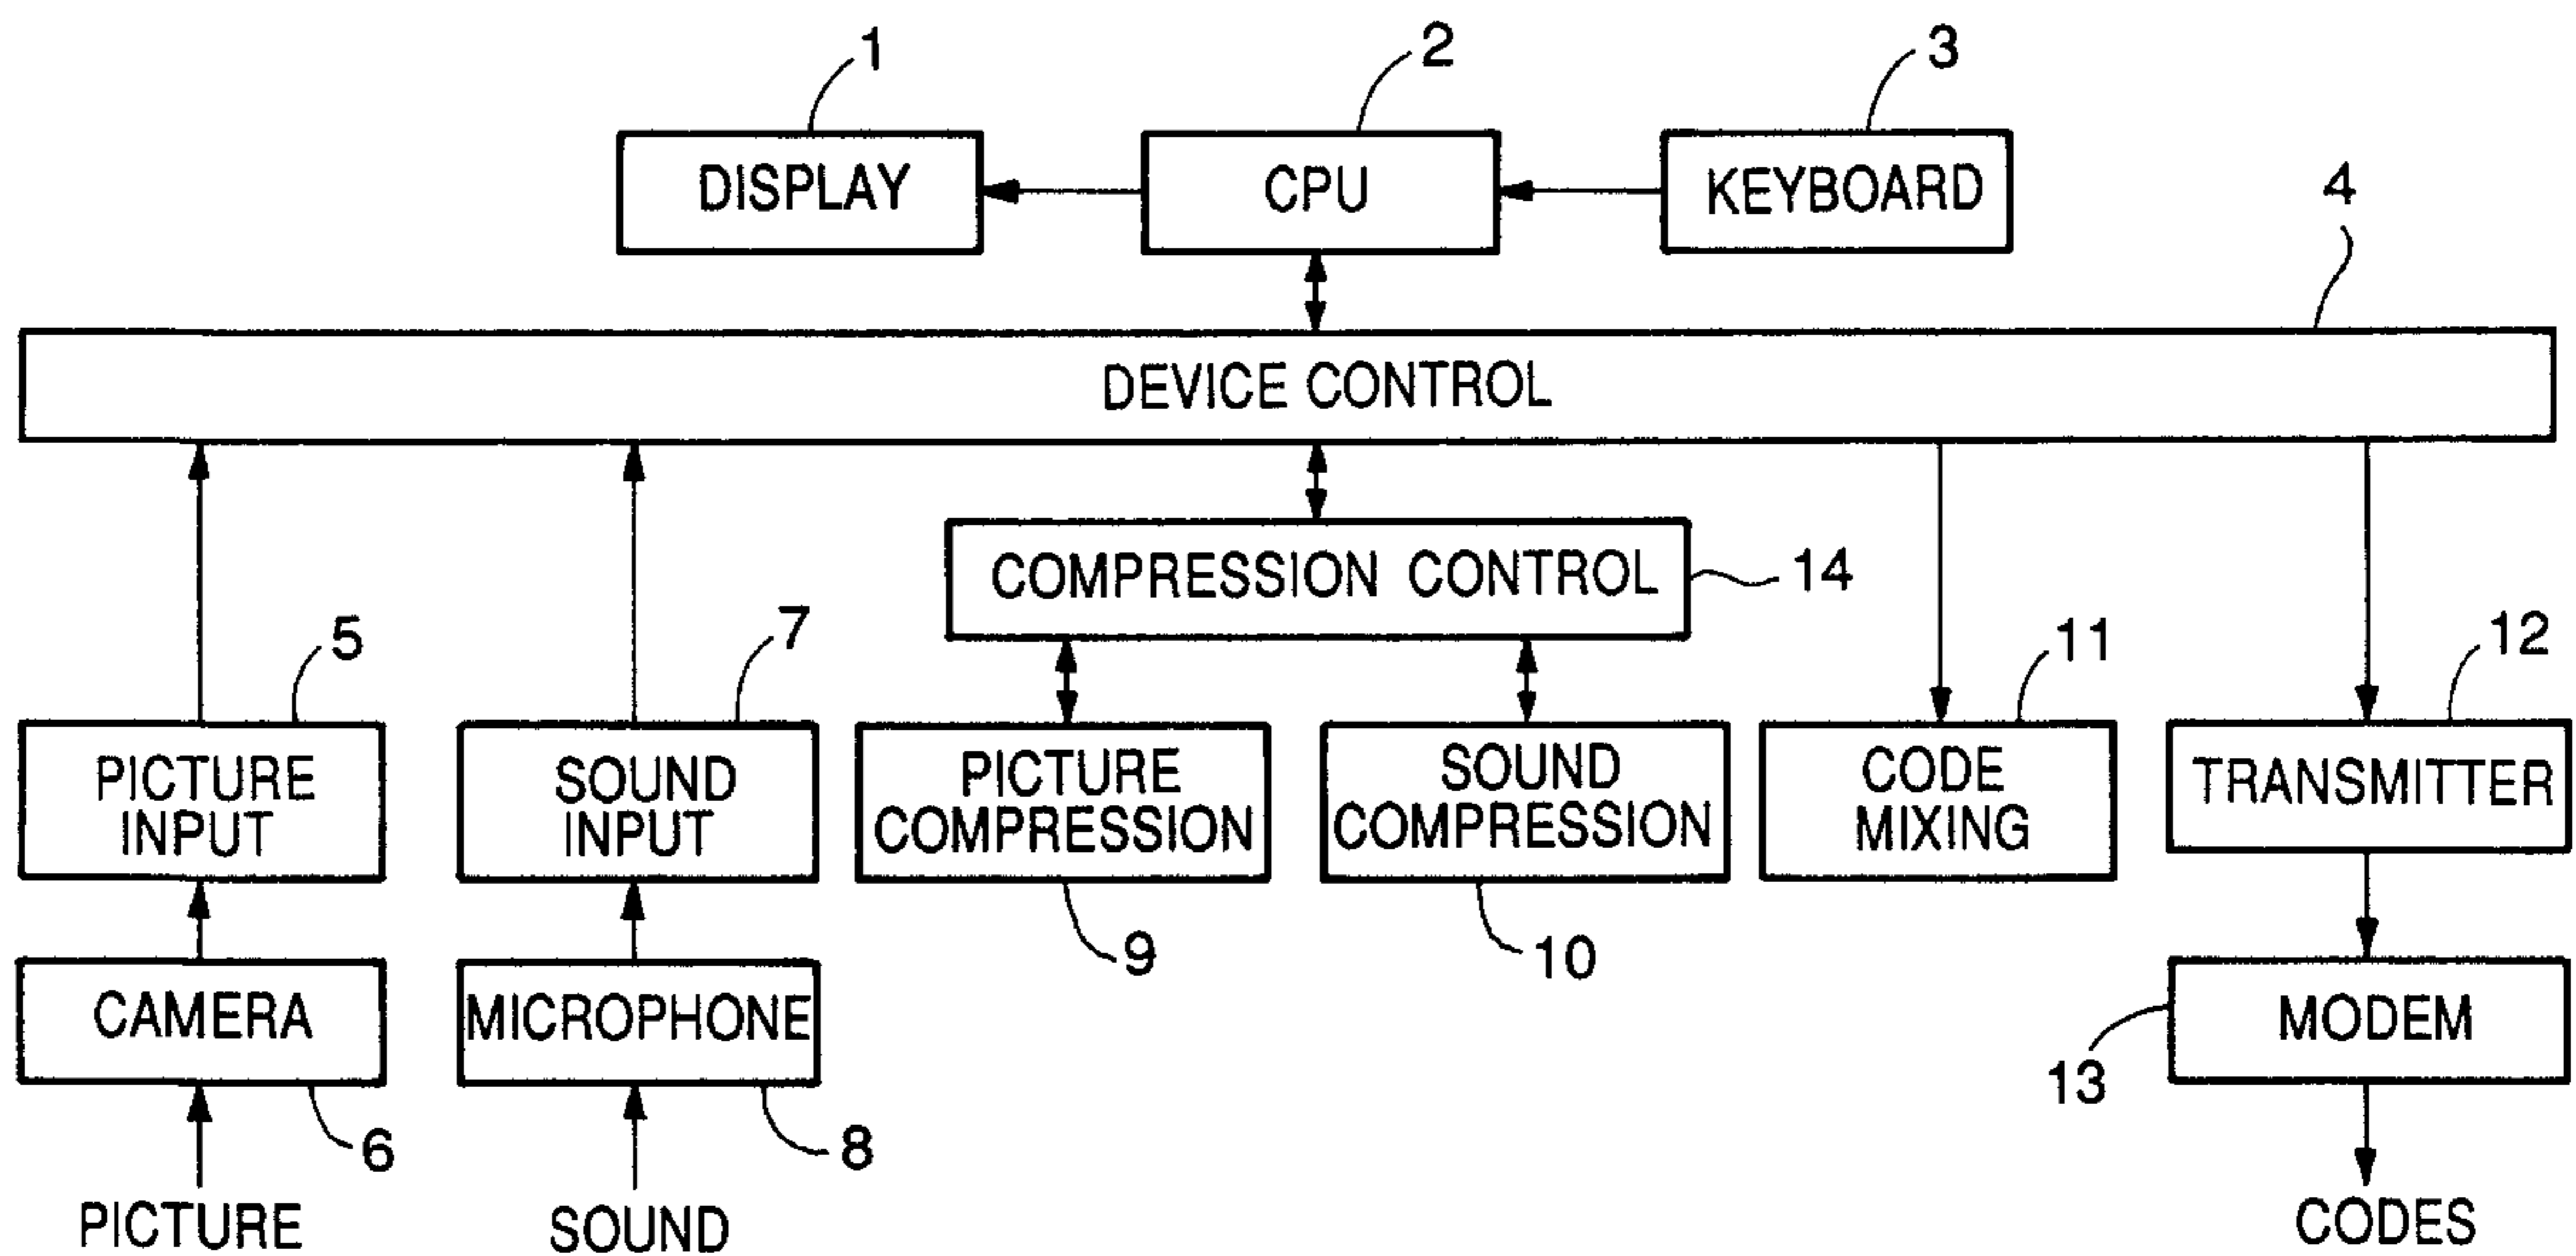 1
2
3
DISPLAY
CPU
KEYBOARD
4
DEVICE CONTROL
COMPRESSION CONTROL
14
5
7
11
12
PICTURE
INPUT
SOUND
INPUT
PICTURE
COMPRESSION
SOUND
COMPRESSION
CODE
MIXING
TRANSMITTER
9
10
CAMERA
MICROPHONE
MODEM
13
6
8
PICTURE
SOUND
CODES